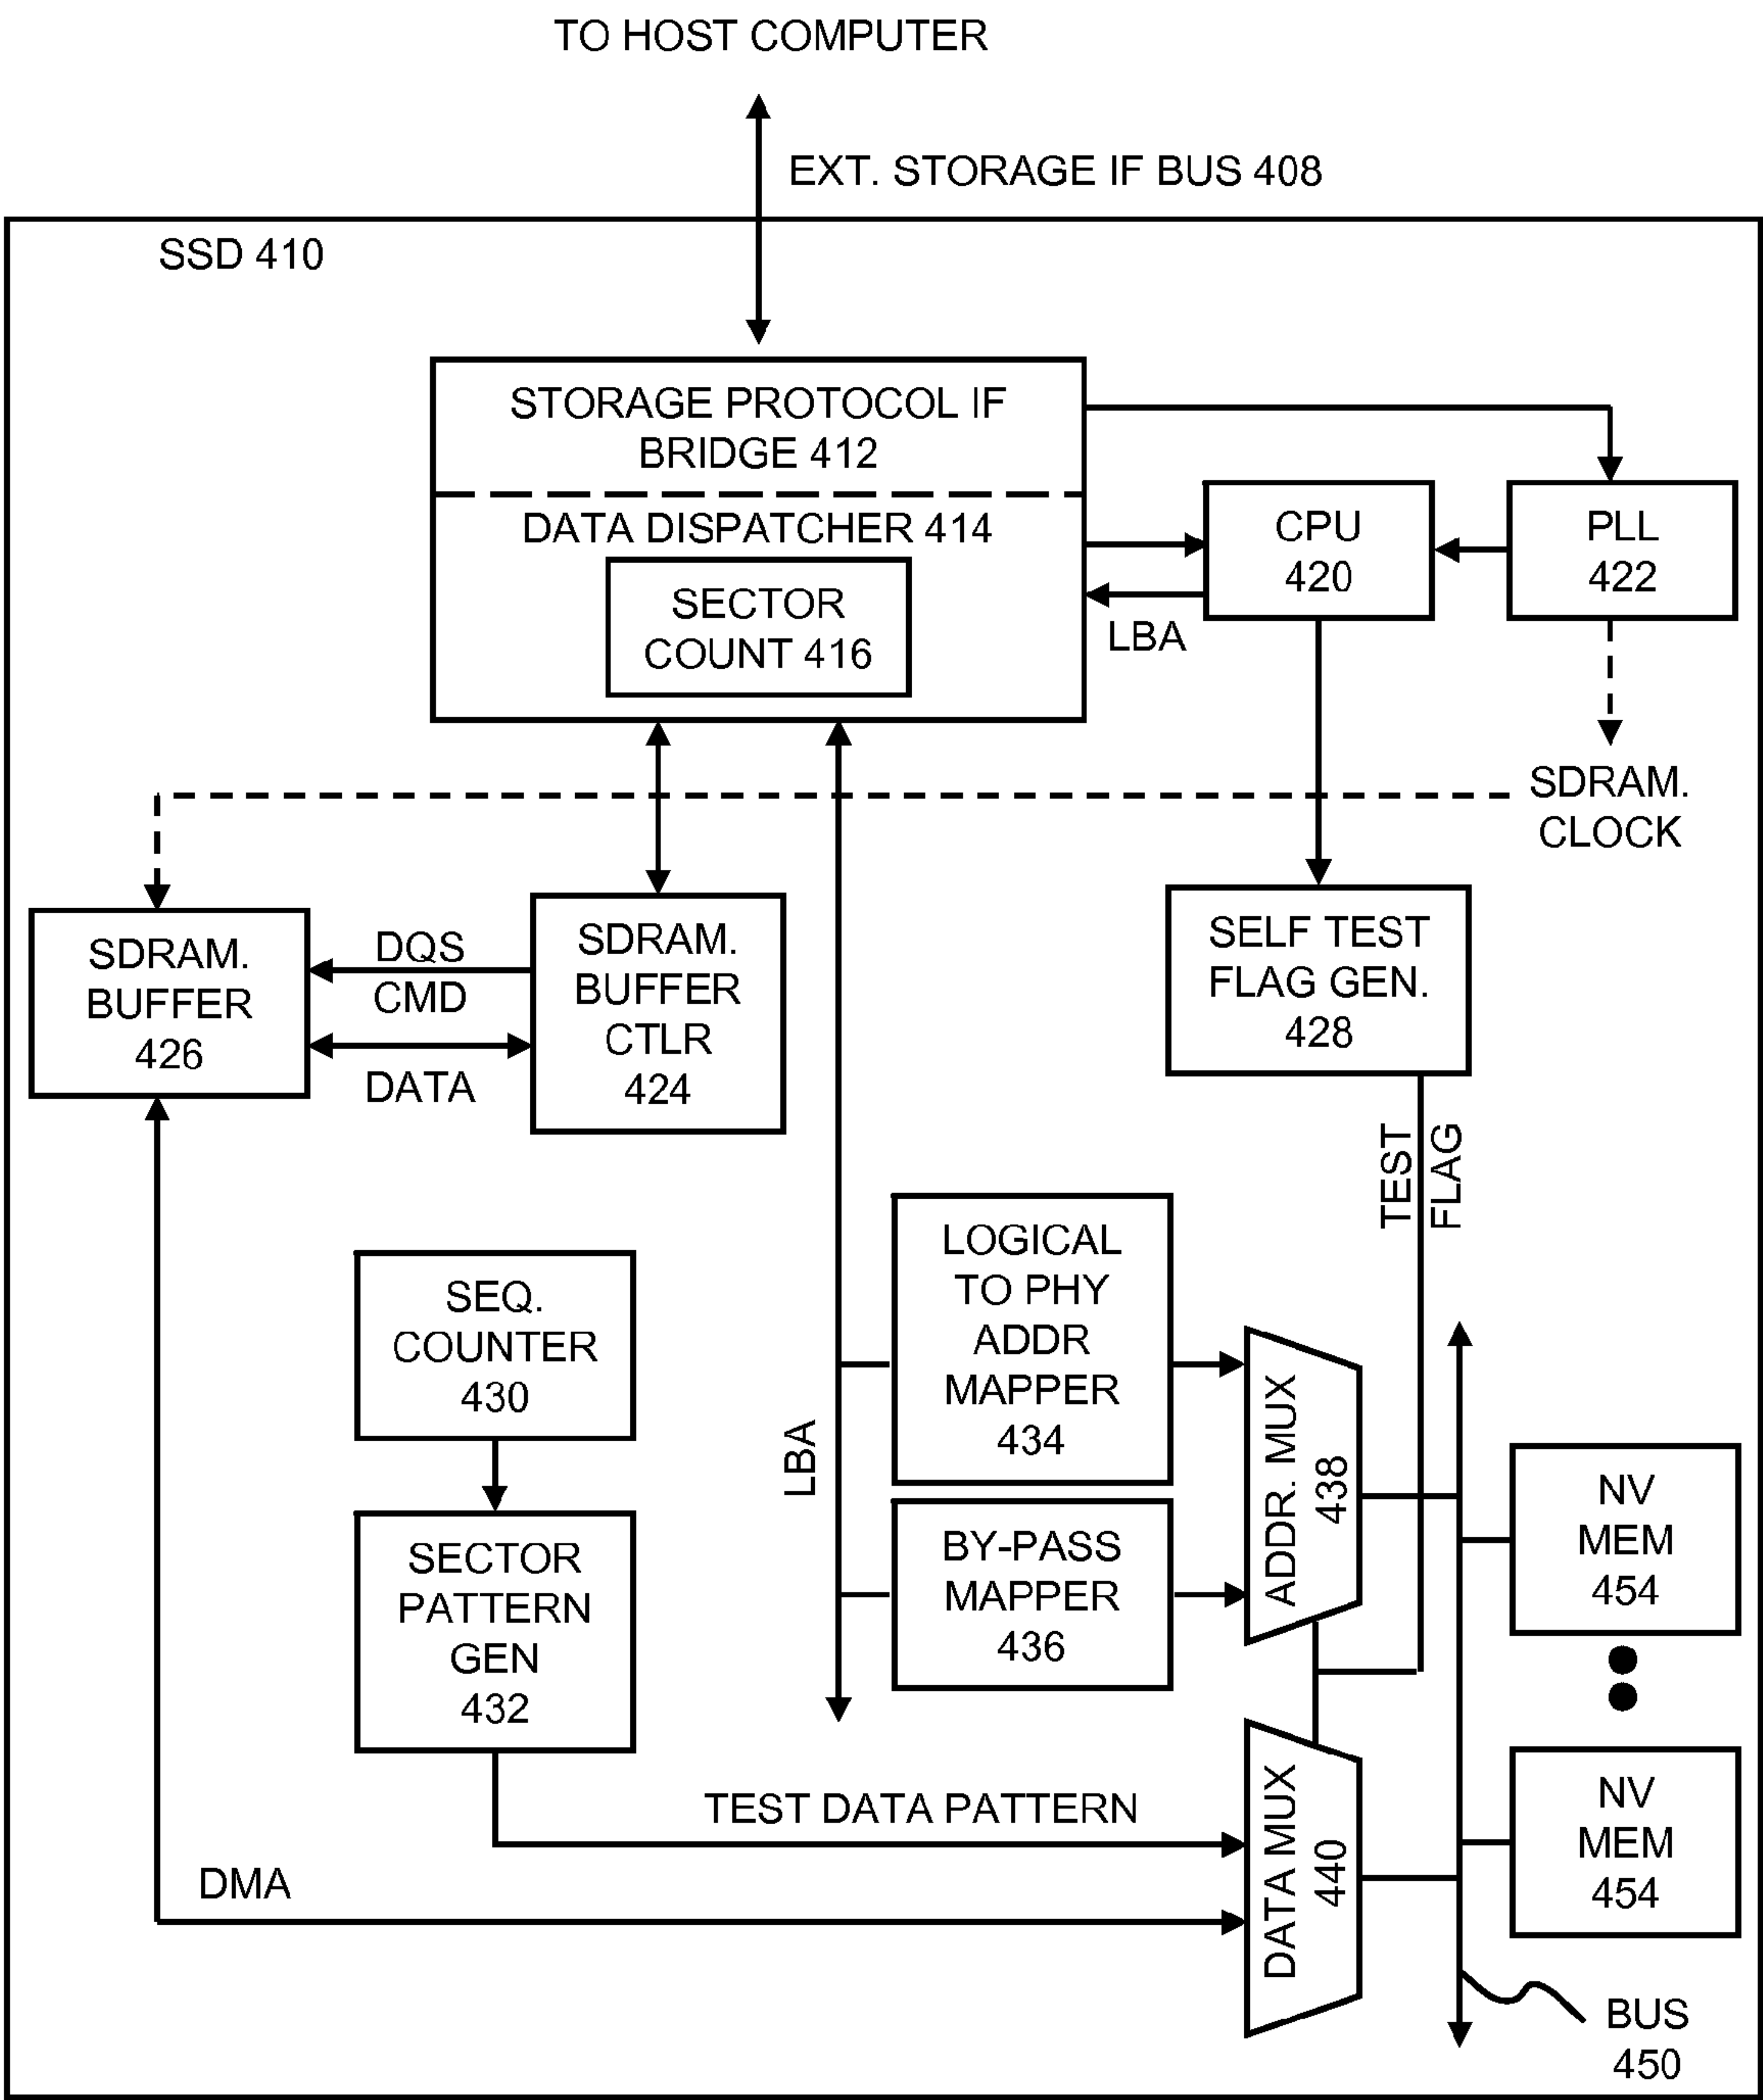 TO HOST COMPUTER
EXT. STORAGE IF BUS 408
SSD 410
STORAGE PROTOCOL IF
BRIDGE 412
DATA DISPATCHER 414
SECTOR
COUNT 416
CPU
420
PLL
422
LBA
SDRAM.
CLOCK
SDRAM.
BUFFER
426
DQS
CMD
DATA
SDRAM.
BUFFER
CTLR
424
SELF TEST
FLAG GEN.
428
TEST
FLAG
SEQ.
COUNTER
430
SECTOR
PATTERN
GEN
432
LBA
LOGICAL
TO PHY
ADDR
MAPPER
434
BY-PASS
MAPPER
436
ADDR. MUX
438
NV
MEM
454
NV
MEM
454
TEST DATA PATTERN
DMA
DATA MUX
440
BUS
450